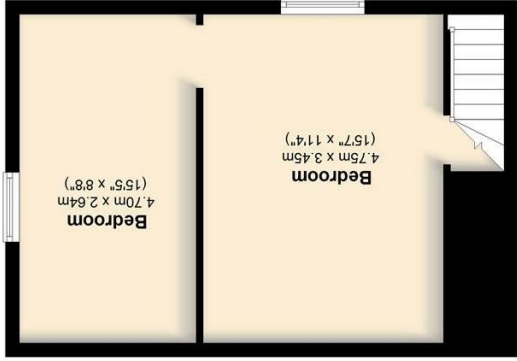 Bedroom
4.75m x 3.45m
(15'7" x 11'4")
Bedroom
4.70m x 2.64m
(15'5" x 8'8")